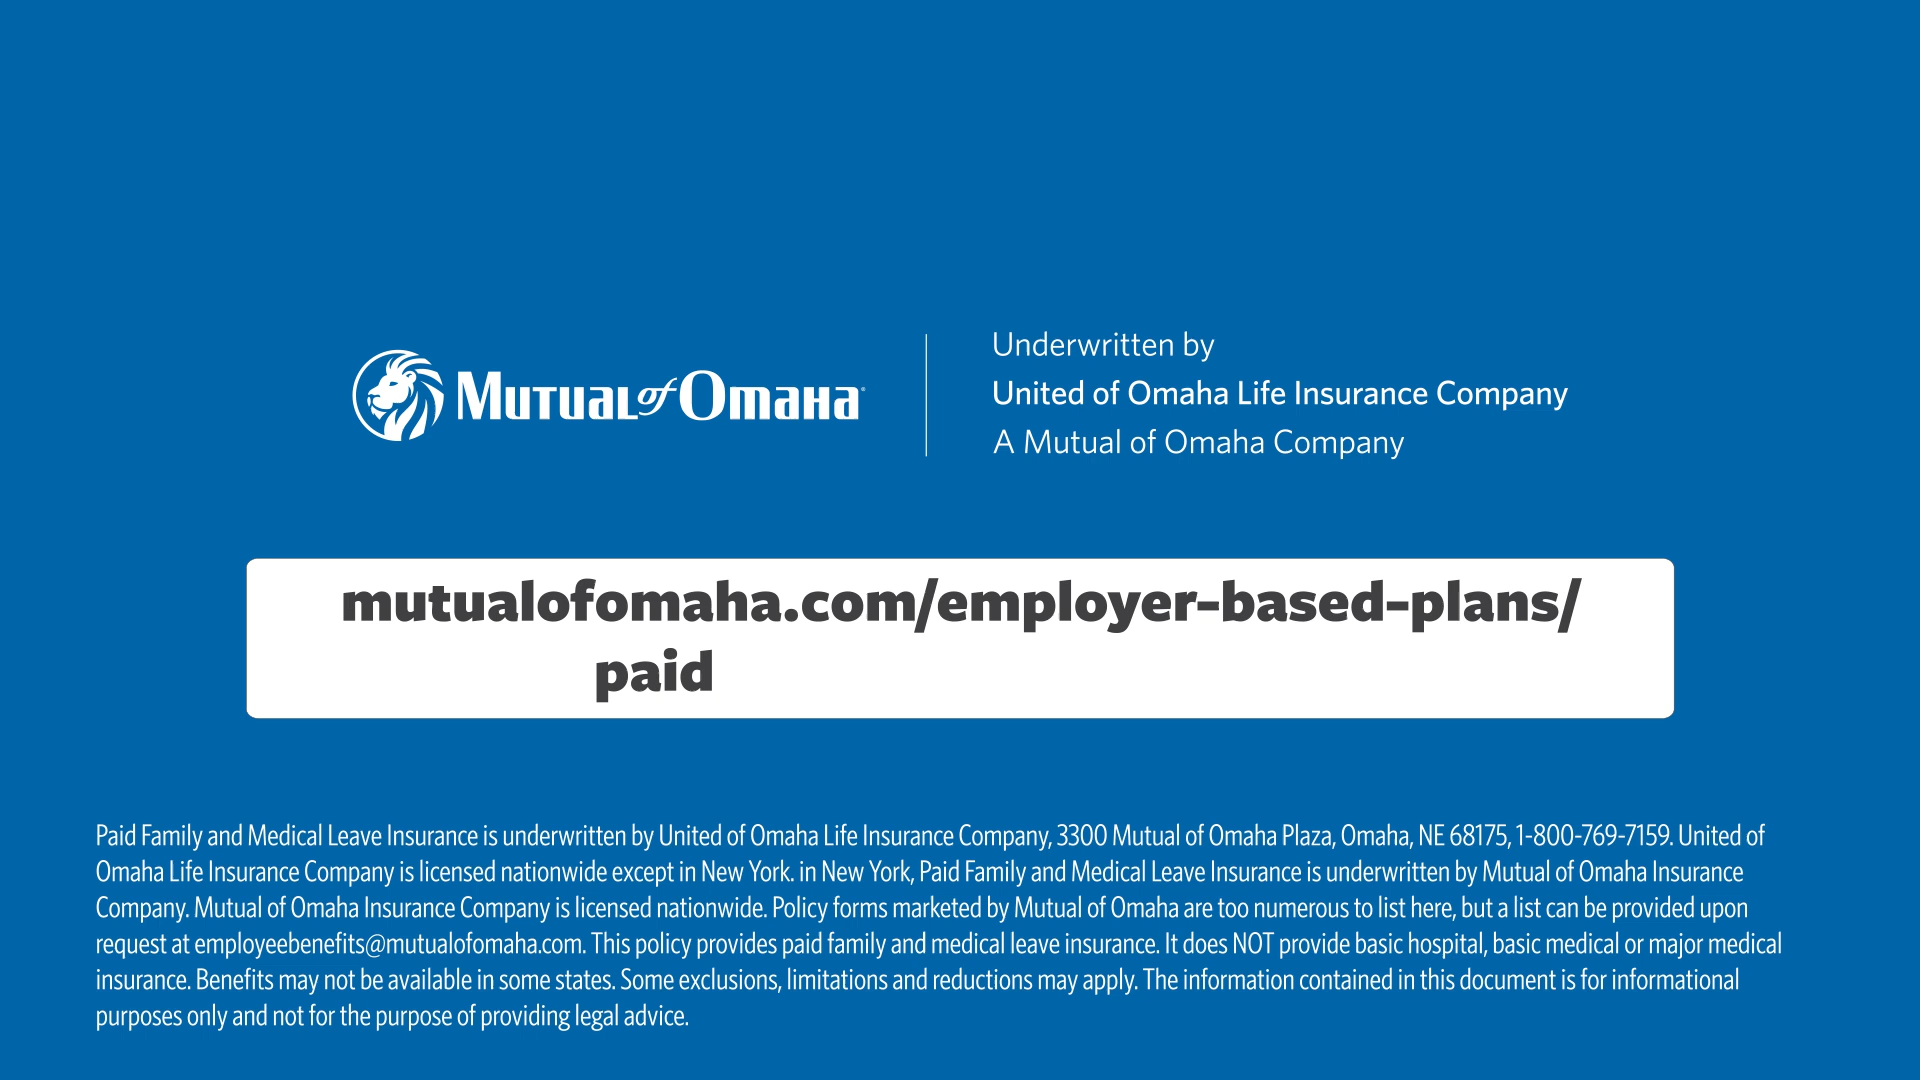 Mutual of Omaha®
Underwritten by
United of Omaha Life Insurance Company
A Mutual of Omaha Company
mutualofomaha.com/employer-based-plans/
paid
Paid Family and Medical Leave Insurance is underwritten by United of Omaha Life Insurance Company, 3300 Mutual of Omaha Plaza, Omaha, NE 68175, 1-800-769-7159. United of
Omaha Life Insurance Company is licensed nationwide except in New York. in New York, Paid Family and Medical Leave Insurance is underwritten by Mutual of Omaha Insurance
Company. Mutual of Omaha Insurance Company is licensed nationwide. Policy forms marketed by Mutual of Omaha are too numerous to list here, but a list can be provided upon
request at employeebenefits@mutualofomaha.com. This policy provides paid family and medical leave insurance. It does NOT provide basic hospital, basic medical or major medical
insurance. Benefits may not be available in some states. Some exclusions, limitations and reductions may apply. The information contained in this document is for informational
purposes only and not for the purpose of providing legal advice.